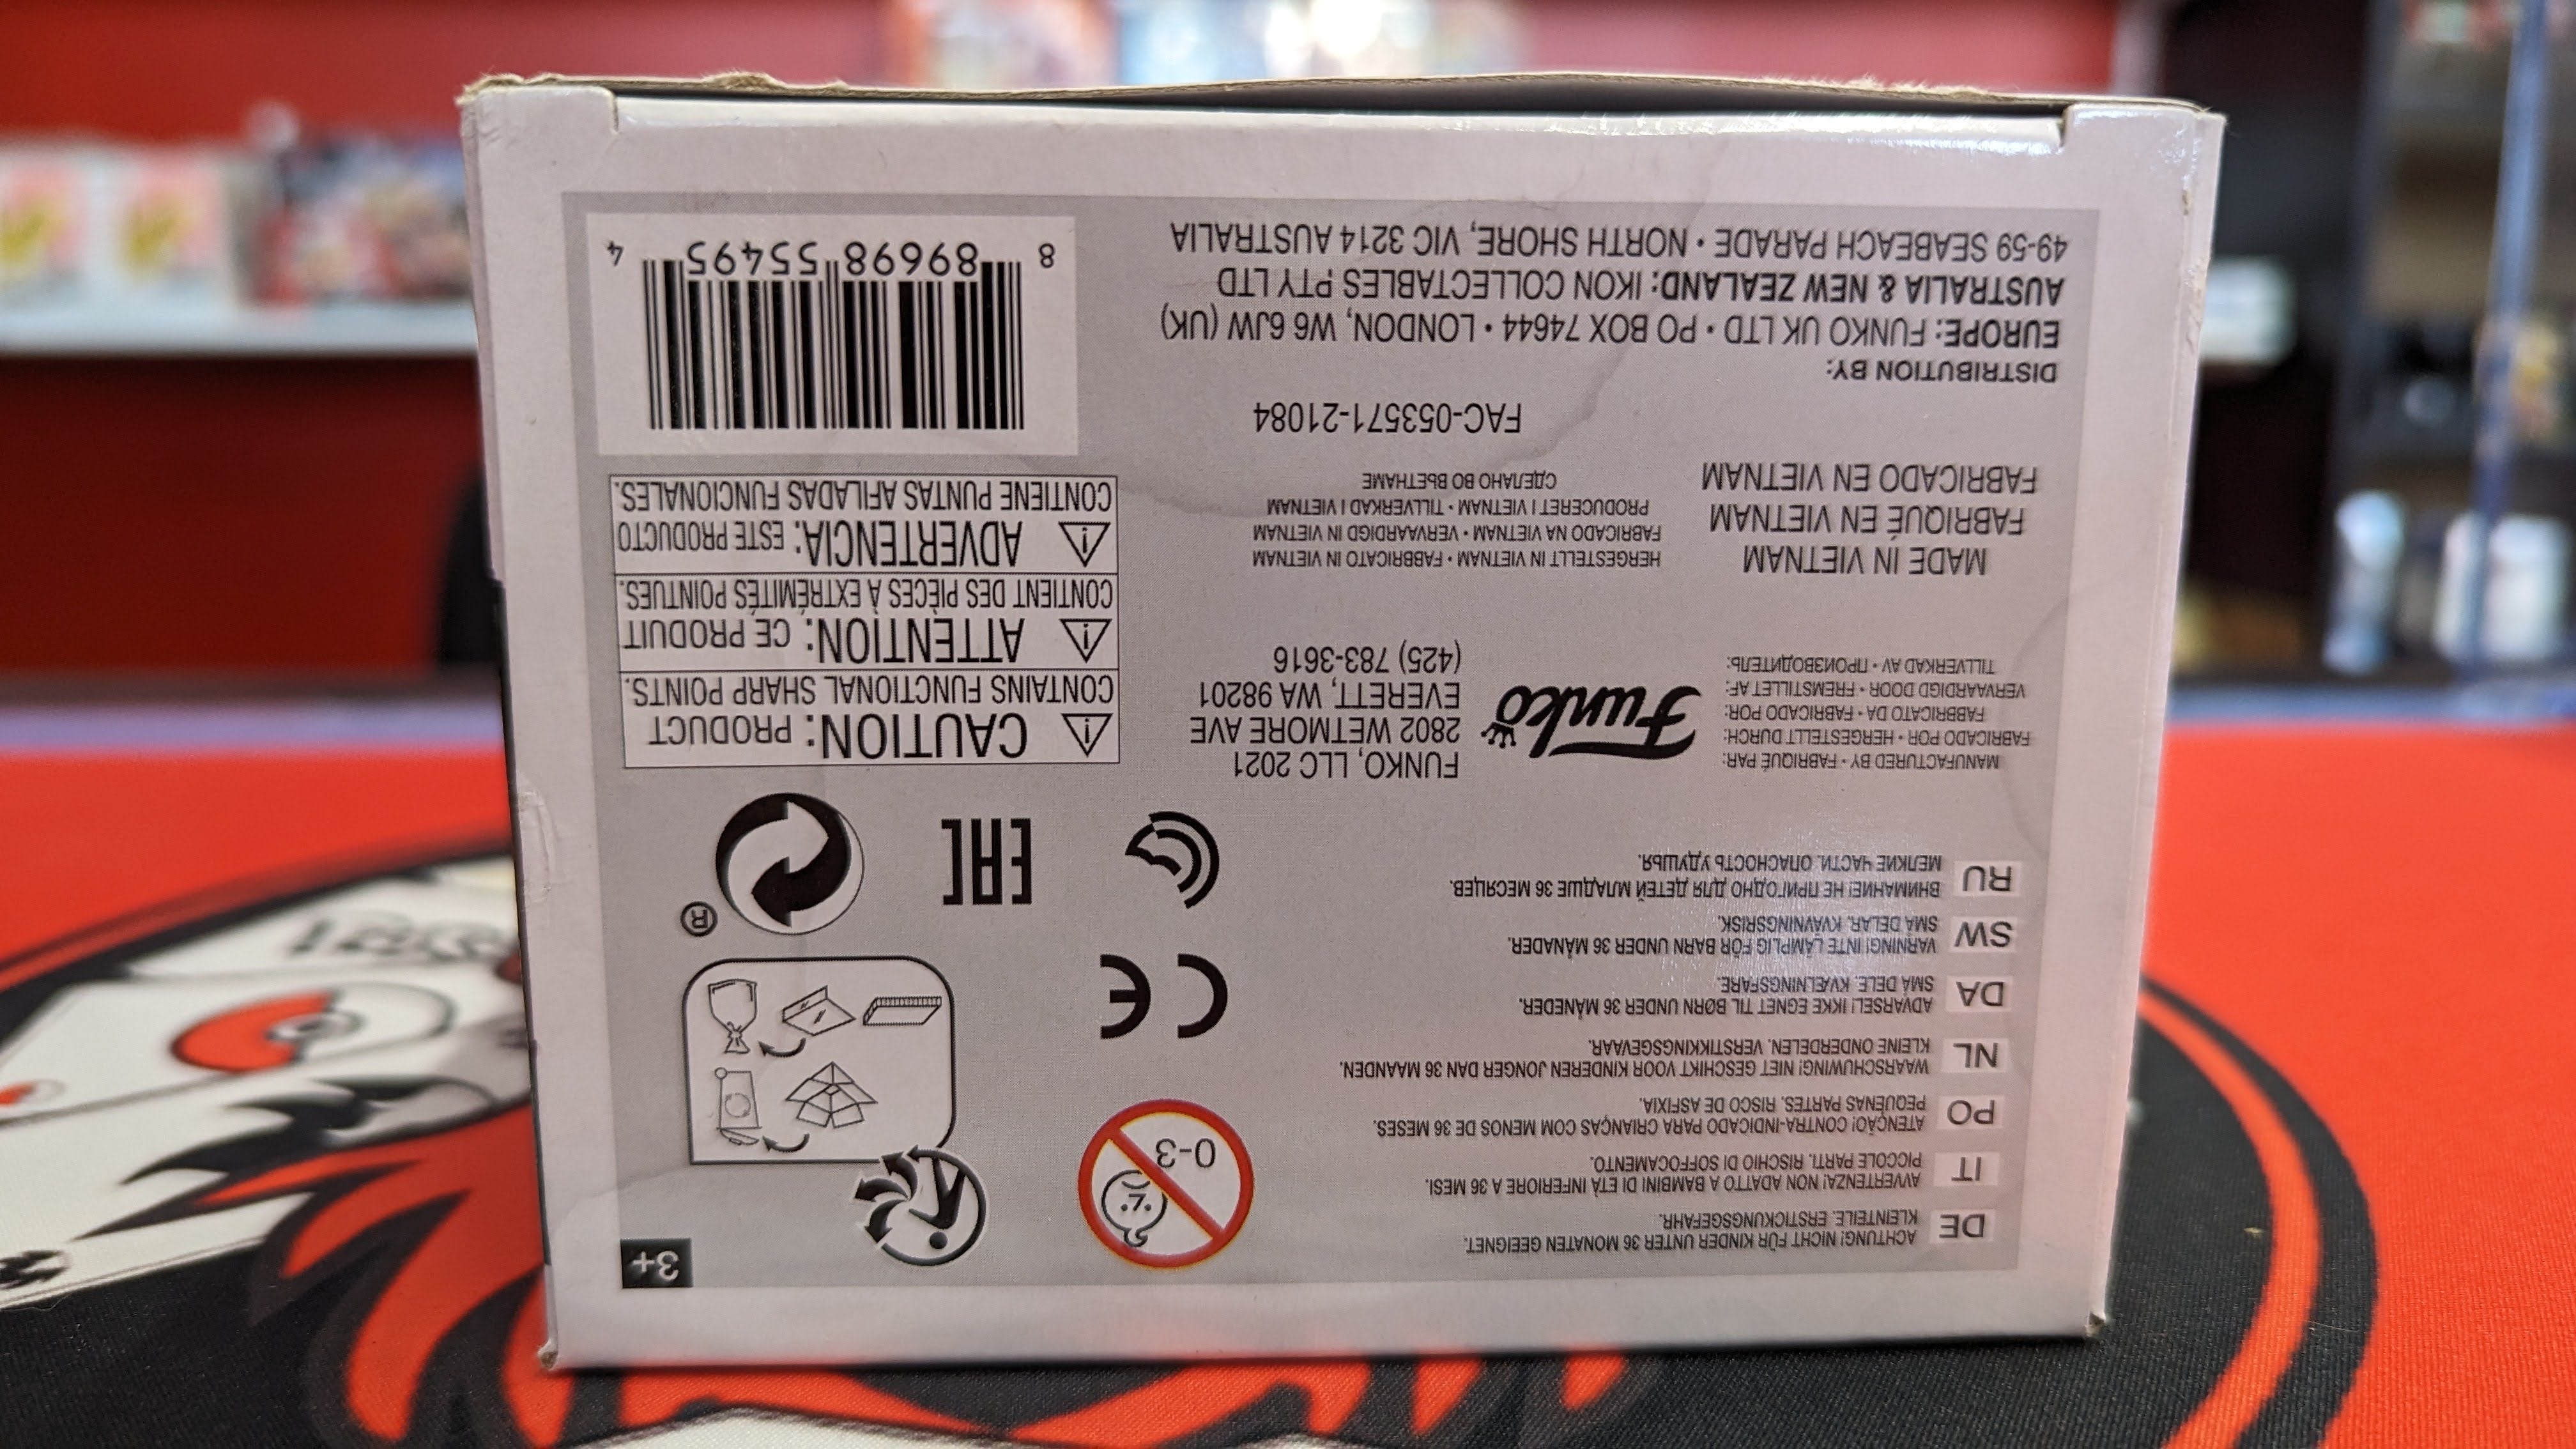 3+
DE
ACHTUNG! NICHT FÜR KINDER UNTER 36 MONATEN GEEIGNET.
KLEINTEILE. ERSTICKUNGSGEFAHR.
IT
AVVERTENZA! NON ADATTO A BAMBINI DI ETÀ INFERIORE A 36 MESI.
PICCOLE PARTI. RISCHIO DI SOFFOCAMENTO.
PO
ATENÇÃO! CONTRA-INDICADO PARA CRIANÇAS COM MENOS DE 36 MESES.
PEQUENAS PARTES. RISCO DE ASFIXIA.
NL
WAARSCHUWING! NIET GESCHIKT VOOR KINDEREN JONGER DAN 36 MAANDEN.
KLEINE ONDERDELEN. VERSTIKKINGSGEVAAR.
DA
ADVARSEL! IKKE EGNET TIL BØRN UNDER 36 MÅNEDER.
SMÅ DELE. KVÆLNINGSFARE.
SW
VARNING! INTE LÄMPLIG FÖR BARN UNDER 36 MÅNADER.
SMÅ DELAR. KVÄVNINGSRISK.
RU
ВНИМАНИЕ! НЕ ПРИГОДНО ДЛЯ ДЕТЕЙ МЛАДШЕ 36 МЕСЯЦЕВ.
МЕЛКИЕ ЧАСТИ. ОПАСНОСТЬ УДУШЬЯ.
0-3
CE
EAC
®
MANUFACTURED BY • FABRIQUÉ PAR:
FABRICADO POR • HERGESTELLT DURCH:
FABBRICATO DA • FABRICADO POR:
VERVAARDIGD DOOR • FREMSTILLET AF:
TILLVERKAD AV • ПРОИЗВОДИТЕЛЬ:
Funko
FUNKO, LLC 2021
2802 WETMORE AVE
EVERETT, WA 98201
(425) 783-3616
CAUTION: PRODUCT
CONTAINS FUNCTIONAL SHARP POINTS.
ATTENTION: CE PRODUIT
CONTIENT DES PIÈCES À EXTRÉMITÉS POINTUES.
ADVERTENCIA: ESTE PRODUCTO
CONTIENE PUNTAS AFILADAS FUNCIONALES.
MADE IN VIETNAM
FABRIQUÉ EN VIETNAM
FABRICADO EN VIETNAM
HERGESTELLT IN VIETNAM • FABBRICATO IN VIETNAM
FABRICADO NA VIETNAM • VERVAARDIGD IN VIETNAM
PRODUCERET I VIETNAM • TILLVERKAD I VIETNAM
СДЕЛАНО ВО ВЬЕТНАМЕ
FAC-053571-21084
DISTRIBUTION BY:
EUROPE: FUNKO UK LTD • PO BOX 74644 • LONDON, W6 6JW (UK)
AUSTRALIA & NEW ZEALAND: IKON COLLECTABLES PTY LTD
49-59 SEABEACH PARADE • NORTH SHORE, VIC 3214 AUSTRALIA
8 89698 55495 4